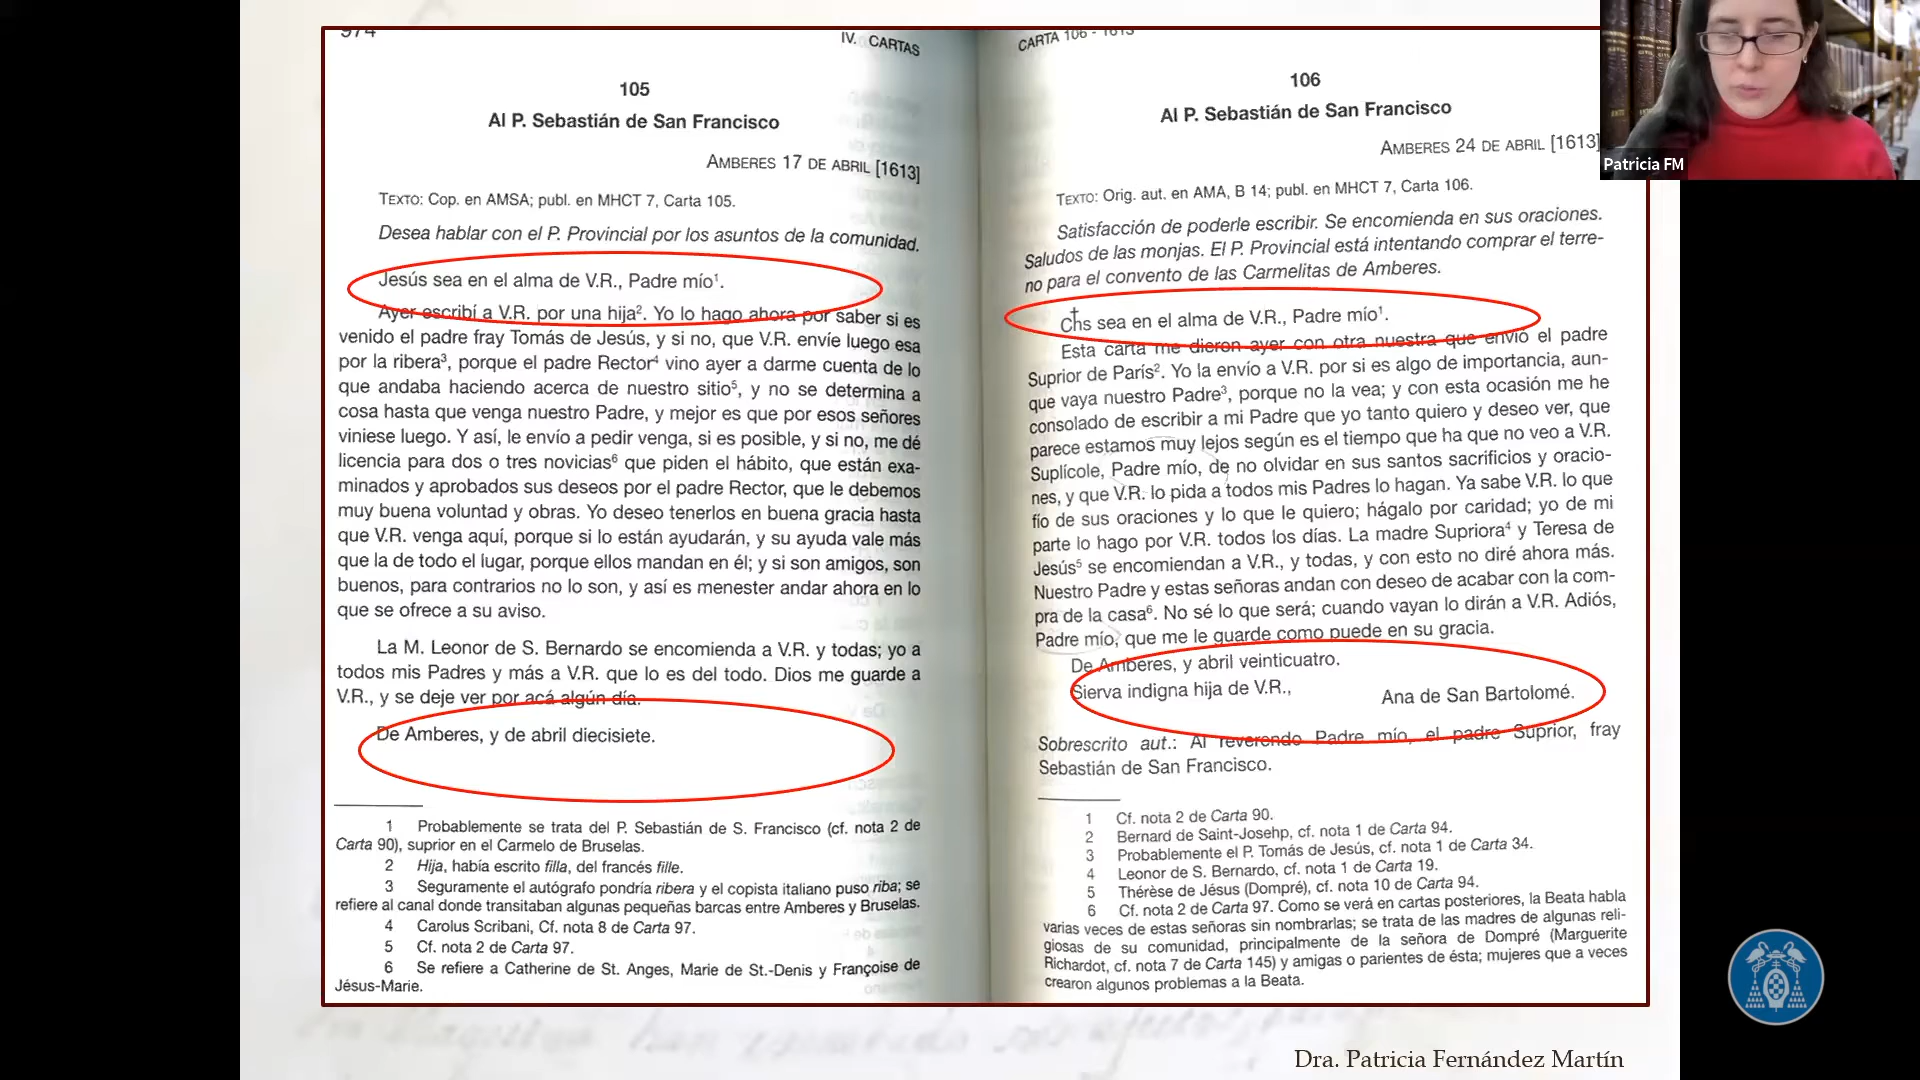 974
IV. CARTAS
105
Al P. Sebastián de San Francisco
AMBERES 17 DE ABRIL [1613]
TEXTO: Cop. en AMSA; publ. en MHCT 7, Carta 105.
Desea hablar con el P. Provincial por los asuntos de la comunidad.
Jesús sea en el alma de V.R., Padre mío¹.
Ayer escribí a V.R. por una hija². Yo lo hago ahora por saber si es
venido el padre fray Tomás de Jesús, y si no, que V.R. envíe luego esa
por la ribera³, porque el padre Rector⁴ vino ayer a darme cuenta de lo
que andaba haciendo acerca de nuestro sitio⁵, y no se determina a
cosa hasta que venga nuestro Padre, y mejor es que por esos señores
viniese luego. Y así, le envío a pedir venga, si es posible, y si no, me dé
licencia para dos o tres novicias⁶ que piden el hábito, que están exa-
minados y aprobados sus deseos por el padre Rector, que le debemos
muy buena voluntad y obras. Yo deseo tenerlos en buena gracia hasta
que V.R. venga aquí, porque si lo están ayudarán, y su ayuda vale más
que la de todo el lugar, porque ellos mandan en él; y si son amigos, son
buenos, para contrarios no lo son, y así es menester andar ahora en lo
que se ofrece a su aviso.
La M. Leonor de S. Bernardo se encomienda a V.R. y todas; yo a
todos mis Padres y más a V.R. que lo es del todo. Dios me guarde a
V.R., y se deje ver por acá algún día.
De Amberes, y de abril diecisiete.
1 Probablemente se trata del P. Sebastián de S. Francisco (cf. nota 2 de
Carta 90), suprior en el Carmelo de Bruselas.
2 Hija, había escrito filla, del francés fille.
3 Seguramente el autógrafo pondría ribera y el copista italiano puso riba; se
refiere al canal donde transitaban algunas pequeñas barcas entre Amberes y Bruselas.
4 Carolus Scribani, Cf. nota 8 de Carta 97.
5 Cf. nota 2 de Carta 97.
6 Se refiere a Catherine de St. Anges, Marie de St.-Denis y Françoise de
Jésus-Marie.
CARTA 106 - 1613
106
Al P. Sebastián de San Francisco
AMBERES 24 DE ABRIL [1613]
TEXTO: Orig. aut. en AMA, B 14; publ. en MHCT 7, Carta 106.
Satisfacción de poderle escribir. Se encomienda en sus oraciones.
Saludos de las monjas. El P. Provincial está intentando comprar el terre-
no para el convento de las Carmelitas de Amberes.
Chs sea en el alma de V.R., Padre mío¹.
Esta carta me dieron ayer con otra nuestra que envió el padre
Suprior de París². Yo la envío a V.R. por si es algo de importancia, aun-
que vaya nuestro Padre³, porque no la vea; y con esta ocasión me he
consolado de escribir a mi Padre que yo tanto quiero y deseo ver, que
parece estamos muy lejos según es el tiempo que ha que no veo a V.R.
Suplícole, Padre mío, de no olvidar en sus santos sacrificios y oracio-
nes, y que V.R. lo pida a todos mis Padres lo hagan. Ya sabe V.R. lo que
fío de sus oraciones y lo que le quiero; hágalo por caridad; yo de mi
parte lo hago por V.R. todos los días. La madre Supriora⁴ y Teresa de
Jesús⁵ se encomiendan a V.R., y todas, y con esto no diré ahora más.
Nuestro Padre y estas señoras andan con deseo de acabar con la com-
pra de la casa⁶. No sé lo que será; cuando vayan lo dirán a V.R. Adiós,
Padre mío, que me le guarde como puede en su gracia.
De Amberes, y abril veinticuatro.
Sierva indigna hija de V.R.,
Ana de San Bartolomé.
Sobrescrito aut.: Al reverendo Padre mío, el padre Suprior, fray
Sebastián de San Francisco.
1 Cf. nota 2 de Carta 90.
2 Bernard de Saint-Josehp, cf. nota 1 de Carta 94.
3 Probablemente el P. Tomás de Jesús, cf. nota 1 de Carta 34.
4 Leonor de S. Bernardo, cf. nota 1 de Carta 19.
5 Thérèse de Jésus (Dompré), cf. nota 10 de Carta 94.
6 Cf. nota 2 de Carta 97. Como se verá en cartas posteriores, la Beata habla
varias veces de estas señoras sin nombrarlas; se trata de las madres de algunas reli-
giosas de su comunidad, principalmente de la señora de Dompré (Marguerite
Richardot, cf. nota 7 de Carta 145) y amigas o parientes de ésta; mujeres que a veces
crearon algunos problemas a la Beata.
Patricia FM
Dra. Patricia Fernández Martín